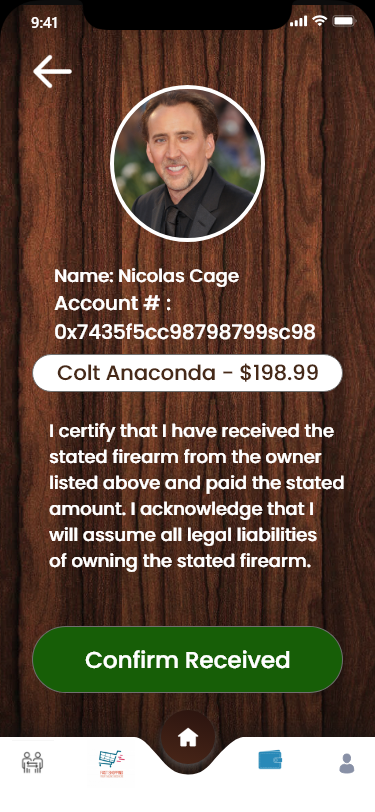 9:41
Name: Nicolas Cage
Account # :
0x7435f5cc98798799sc98
Colt Anaconda - $198.99
I certify that I have received the
stated firearm from the owner
listed above and paid the stated
amount. I acknowledge that I
will assume all legal liabilities
of owning the stated firearm.
Confirm Received